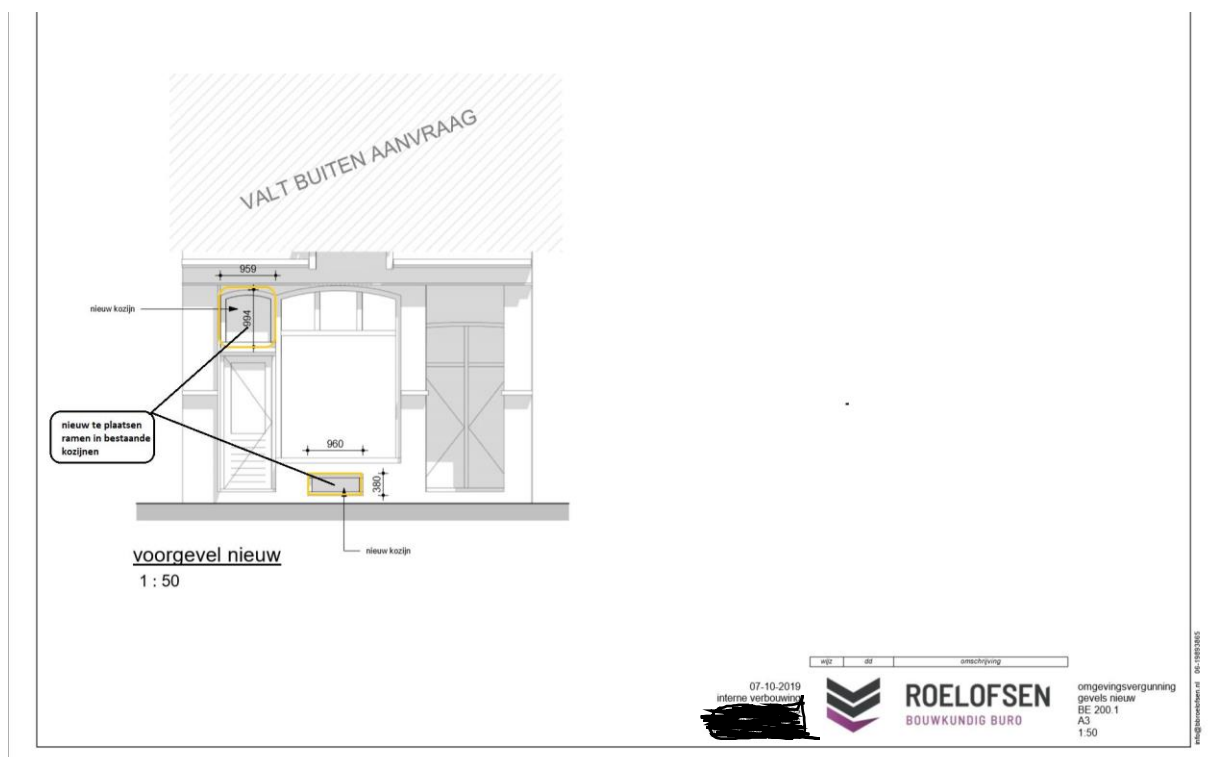 VALT BUITEN AANVRAAG
959
nieuw kozijn
994
nieuw te plaatsen
ramen in bestaande
kozijnen
960
380
nieuw kozijn
voorgevel nieuw
1 : 50
wijz dd omschrijving
07-10-2019
interne verbouwing
ROELOFSEN
BOUWKUNDIG BURO
omgevingsvergunning
gevels nieuw
BE 200.1
A3
1:50
info@bbroelofsen.nl 06-19893865